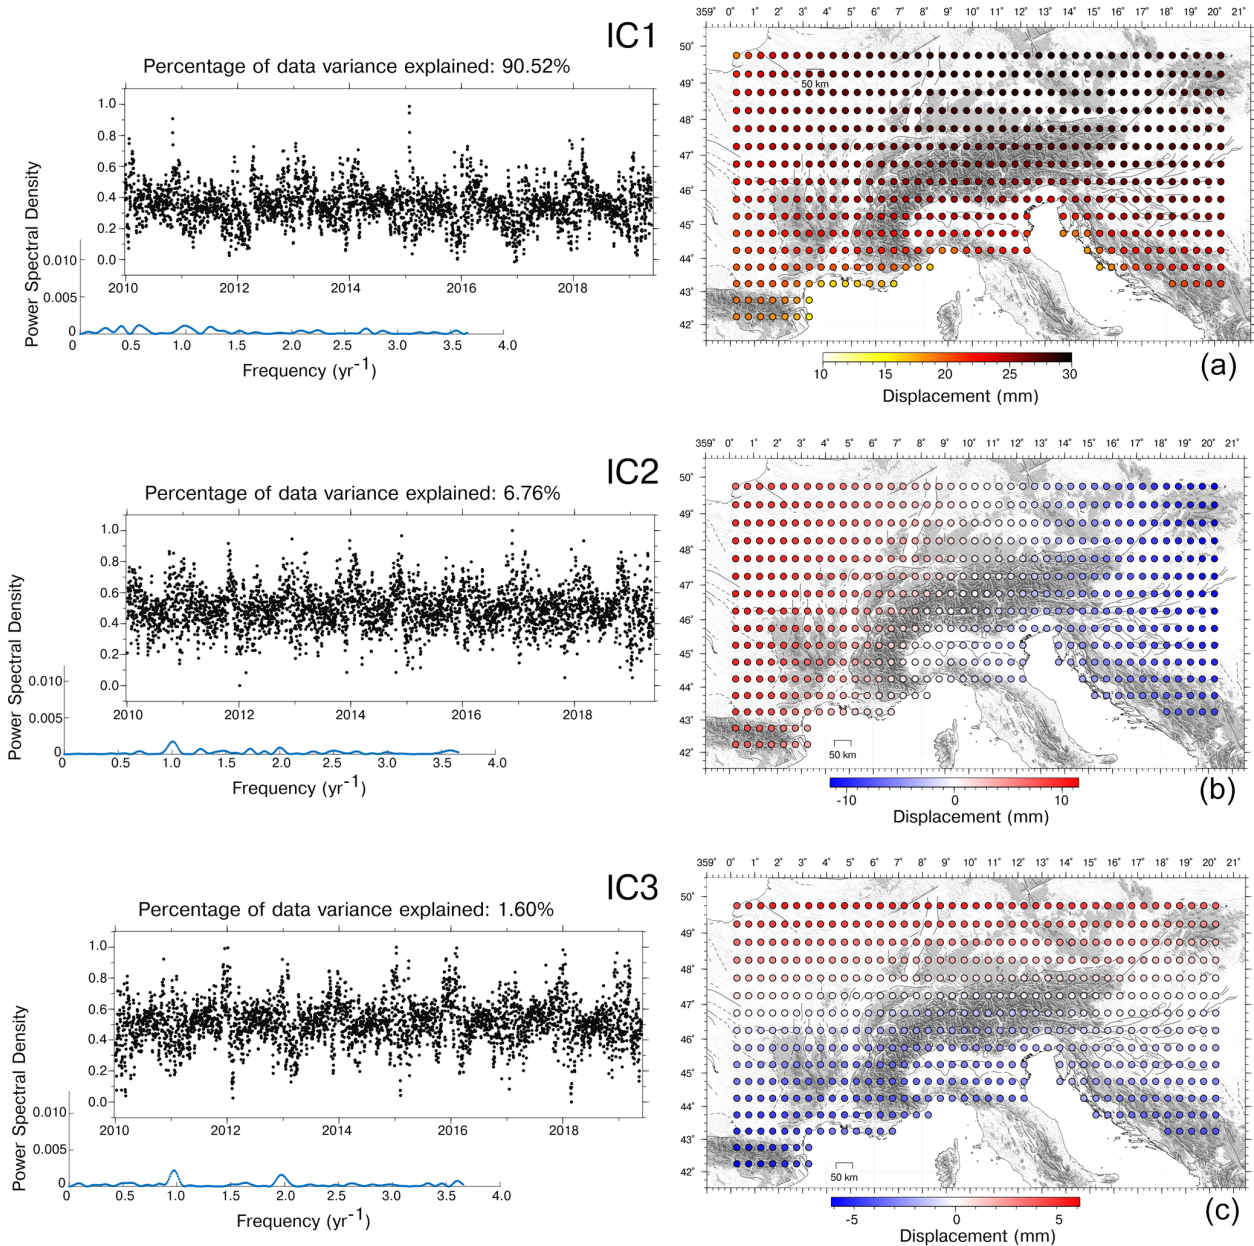 IC1
Percentage of data variance explained: 90.52%
1.0
0.8
0.6
0.4
0.2
0.0
2010 2012 2014 2016 2018
Power Spectral Density
0.010
0.005
0
0 0.5 1.0 1.5 2.0 2.5 3.0 3.5 4.0
Frequency (yr-1)
359° 0° 1° 2° 3° 4° 5° 6° 7° 8° 9° 10° 11° 12° 13° 14° 15° 16° 17° 18° 19° 20° 21°
50°
49°
48°
47°
46°
45°
44°
43°
42°
50 km
10 15 20 25 30
Displacement (mm)
(a)
IC2
Percentage of data variance explained: 6.76%
1.0
0.8
0.6
0.4
0.2
0.0
2010 2012 2014 2016 2018
Power Spectral Density
0.010
0.005
0
0 0.5 1.0 1.5 2.0 2.5 3.0 3.5 4.0
Frequency (yr-1)
359° 0° 1° 2° 3° 4° 5° 6° 7° 8° 9° 10° 11° 12° 13° 14° 15° 16° 17° 18° 19° 20° 21°
50°
49°
48°
47°
46°
45°
44°
43°
42°
50 km
-10 0 10
Displacement (mm)
(b)
IC3
Percentage of data variance explained: 1.60%
1.0
0.8
0.6
0.4
0.2
0.0
2010 2012 2014 2016 2018
Power Spectral Density
0.010
0.005
0
0 0.5 1.0 1.5 2.0 2.5 3.0 3.5 4.0
Frequency (yr-1)
359° 0° 1° 2° 3° 4° 5° 6° 7° 8° 9° 10° 11° 12° 13° 14° 15° 16° 17° 18° 19° 20° 21°
50°
49°
48°
47°
46°
45°
44°
43°
42°
50 km
-5 0 5
Displacement (mm)
(c)